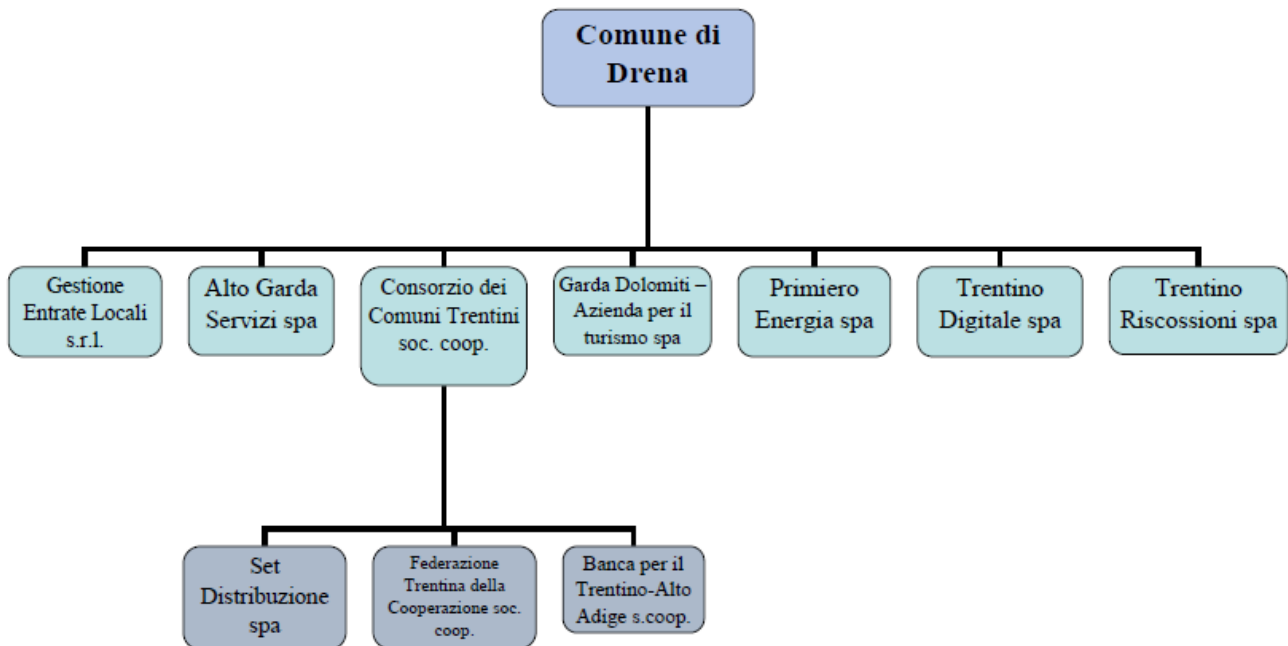 Comune di
Drena
Gestione
Entrate Locali
s.r.l.
Alto Garda
Servizi spa
Consorzio dei
Comuni Trentini
soc. coop.
Garda Dolomiti –
Azienda per il
turismo spa
Primiero
Energia spa
Trentino
Digitale spa
Trentino
Riscossioni spa
Set
Distribuzione
spa
Federazione
Trentina della
Cooperazione soc.
coop.
Banca per il
Trentino-Alto
Adige s.coop.